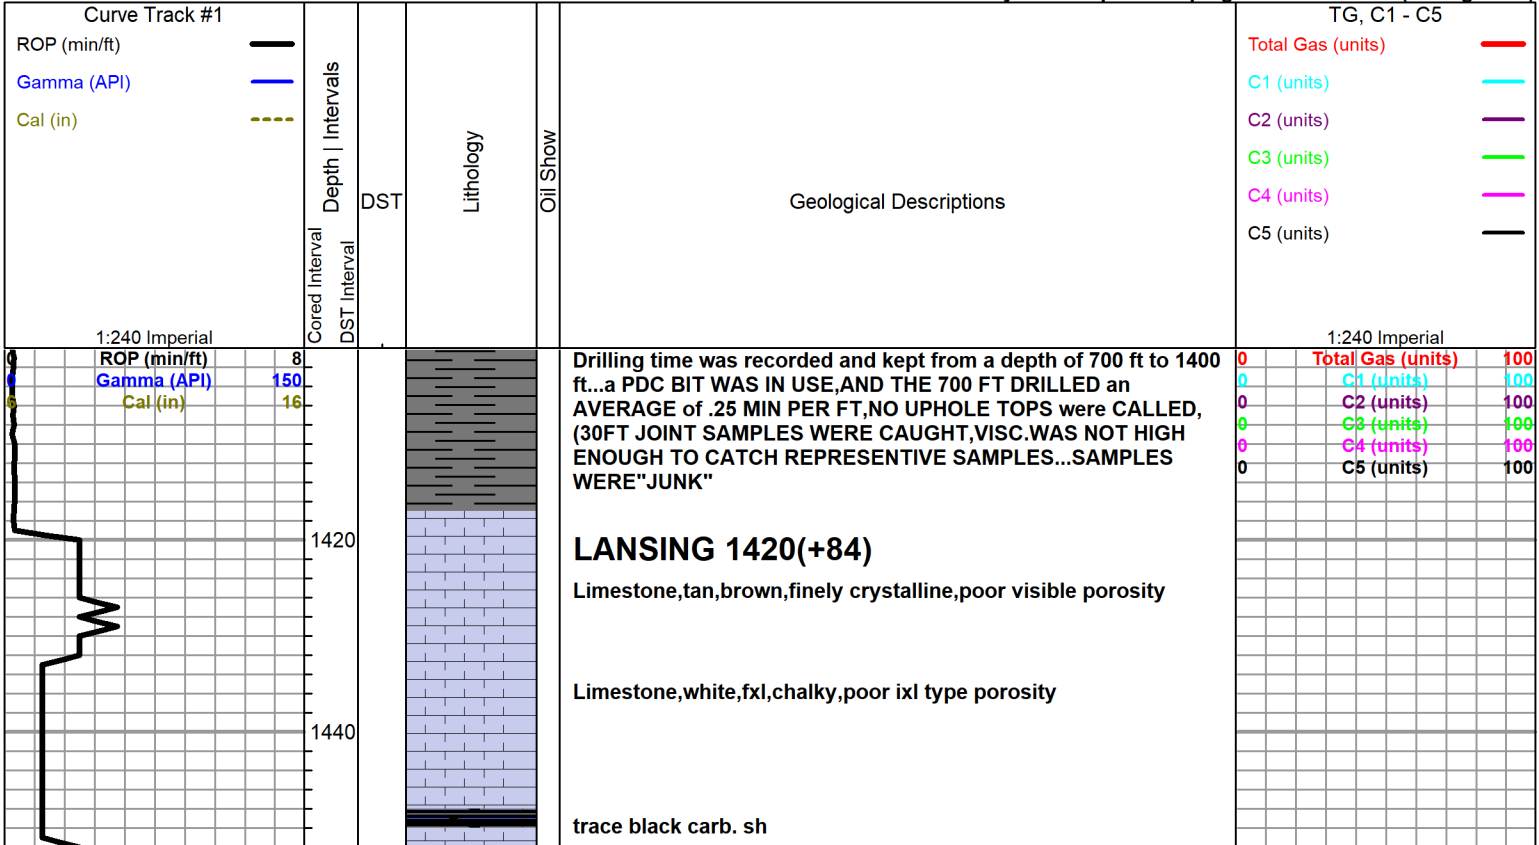 Curve Track #1
ROP (min/ft)
Gamma (API)
Cal (in)
1:240 Imperial
Cored Interval
Depth | Intervals
DST Interval
DST
Lithology
Oil Show
Geological Descriptions
TG, C1 - C5
Total Gas (units)
C1 (units)
C2 (units)
C3 (units)
C4 (units)
C5 (units)
1:240 Imperial
0 ROP (min/ft) 8
0 Gamma (API) 150
6 Cal (in) 16
Drilling time was recorded and kept from a depth of 700 ft to 1400
ft...a PDC BIT WAS IN USE,AND THE 700 FT DRILLED an
AVERAGE of .25 MIN PER FT,NO UPHOLE TOPS were CALLED,
(30FT JOINT SAMPLES WERE CAUGHT,VISC.WAS NOT HIGH
ENOUGH TO CATCH REPRESENTIVE SAMPLES...SAMPLES
WERE"JUNK"
0 Total Gas (units) 100
0 C1 (units) 100
0 C2 (units) 100
0 C3 (units) 100
0 C4 (units) 100
0 C5 (units) 100
1420
LANSING 1420(+84)
Limestone,tan,brown,finely crystalline,poor visible porosity
Limestone,white,fxl,chalky,poor ixl type porosity
1440
trace black carb. sh